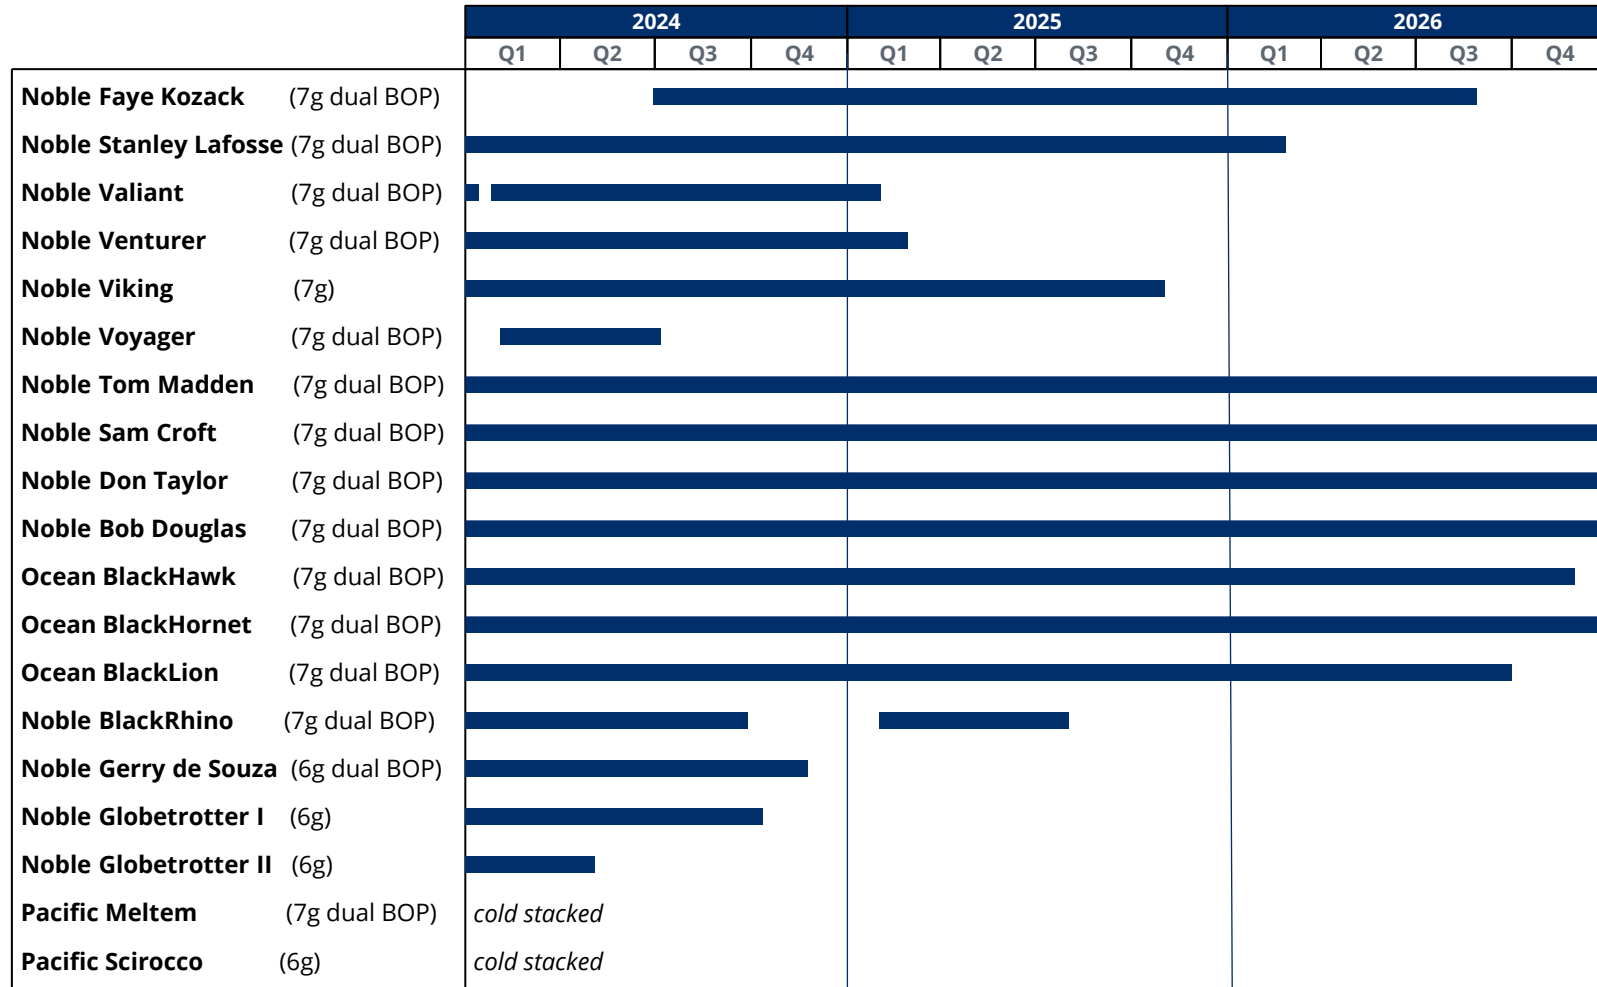 2024 2025 2026
Q1 Q2 Q3 Q4 Q1 Q2 Q3 Q4 Q1 Q2 Q3 Q4
Noble Faye Kozack (7g dual BOP)
Noble Stanley Lafosse (7g dual BOP)
Noble Valiant (7g dual BOP)
Noble Venturer (7g dual BOP)
Noble Viking (7g)
Noble Voyager (7g dual BOP)
Noble Tom Madden (7g dual BOP)
Noble Sam Croft (7g dual BOP)
Noble Don Taylor (7g dual BOP)
Noble Bob Douglas (7g dual BOP)
Ocean BlackHawk (7g dual BOP)
Ocean BlackHornet (7g dual BOP)
Ocean BlackLion (7g dual BOP)
Noble BlackRhino (7g dual BOP)
Noble Gerry de Souza (6g dual BOP)
Noble Globetrotter I (6g)
Noble Globetrotter II (6g)
Pacific Meltem (7g dual BOP) cold stacked
Pacific Scirocco (6g) cold stacked